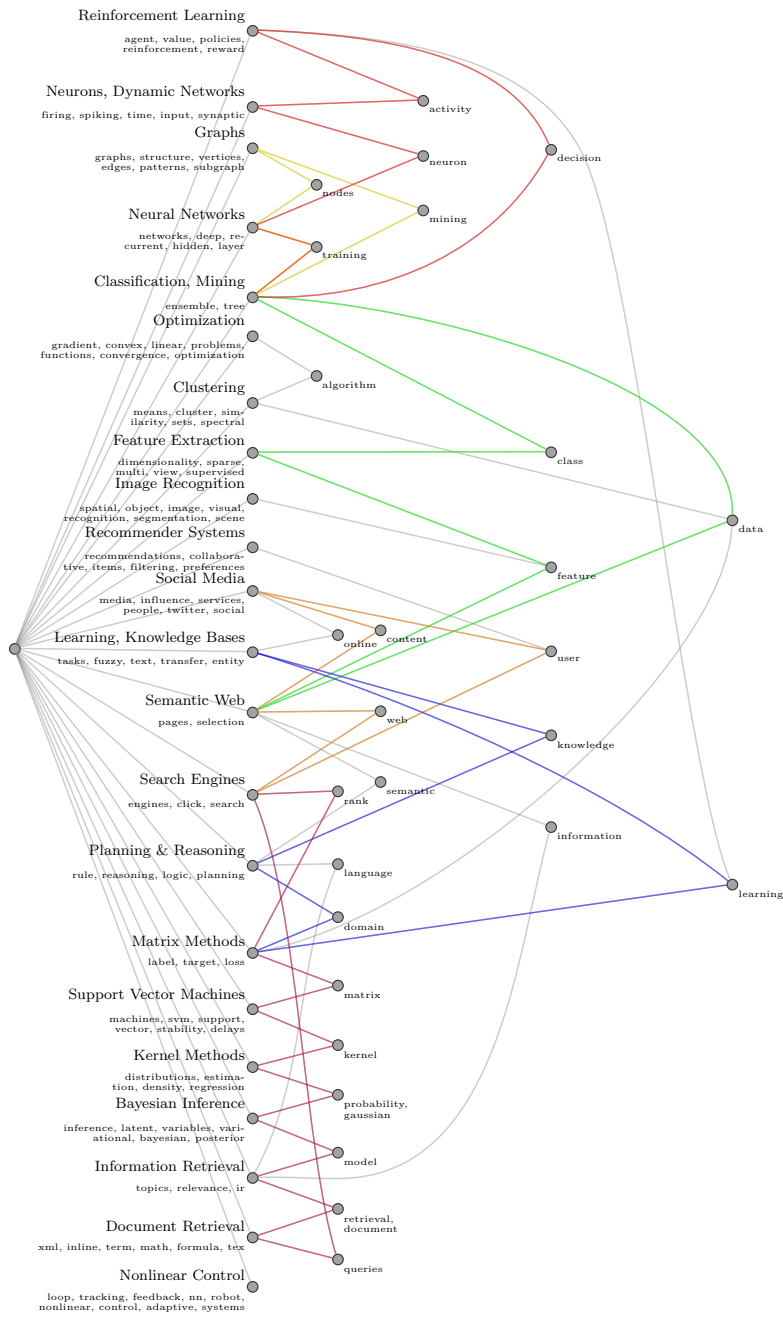 Reinforcement Learning
agent, value, policies,
reinforcement, reward
Neurons, Dynamic Networks
firing, spiking, time, input, synaptic
activity
Graphs
graphs, structure, vertices,
edges, patterns, subgraph
neuron
decision
nodes
Neural Networks
networks, deep, re-
current, hidden, layer
mining
training
Classification, Mining
ensemble, tree
Optimization
gradient, convex, linear, problems,
functions, convergence, optimization
algorithm
Clustering
means, cluster, sim-
ilarity, sets, spectral
Feature Extraction
dimensionality, sparse,
multi, view, supervised
class
Image Recognition
spatial, object, image, visual,
recognition, segmentation, scene
data
Recommender Systems
recommendations, collabora-
tive, items, filtering, preferences
feature
Social Media
media, influence, services,
people, twitter, social
Learning, Knowledge Bases
tasks, fuzzy, text, transfer, entity
online
content
user
Semantic Web
pages, selection
web
knowledge
Search Engines
engines, click, search
rank
semantic
information
Planning & Reasoning
rule, reasoning, logic, planning
language
learning
domain
Matrix Methods
label, target, loss
matrix
Support Vector Machines
machines, svm, support,
vector, stability, delays
kernel
Kernel Methods
distributions, estima-
tion, density, regression
probability,
gaussian
Bayesian Inference
inference, latent, variables, vari-
ational, bayesian, posterior
model
Information Retrieval
topics, relevance, ir
retrieval,
document
Document Retrieval
xml, inline, term, math, formula, tex
queries
Nonlinear Control
loop, tracking, feedback, nn, robot,
nonlinear, control, adaptive, systems